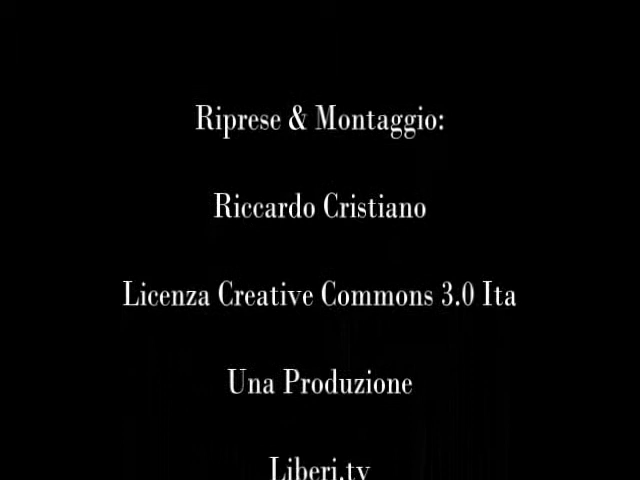 Riprese & Montaggio:
Riccardo Cristiano
Licenza Creative Commons 3.0 Ita
Una Produzione
Liberi.tv